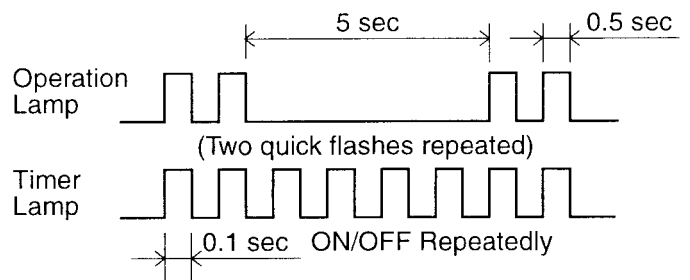 5 sec
0.5 sec
Operation
Lamp
(Two quick flashes repeated)
Timer
Lamp
0.1 sec ON/OFF Repeatedly